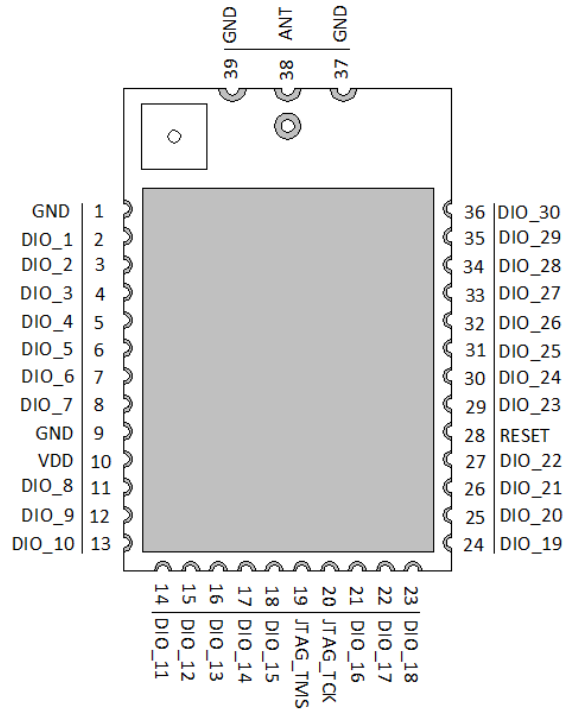 GND ANT GND
39 38 37
GND 1
DIO_1 2
DIO_2 3
DIO_3 4
DIO_4 5
DIO_5 6
DIO_6 7
DIO_7 8
GND 9
VDD 10
DIO_8 11
DIO_9 12
DIO_10 13
36 DIO_30
35 DIO_29
34 DIO_28
33 DIO_27
32 DIO_26
31 DIO_25
30 DIO_24
29 DIO_23
28 RESET
27 DIO_22
26 DIO_21
25 DIO_20
24 DIO_19
14 DIO_11
15 DIO_12
16 DIO_13
17 DIO_14
18 DIO_15
19 JTAG_TMS
20 JTAG_TCK
21 DIO_16
22 DIO_17
23 DIO_18